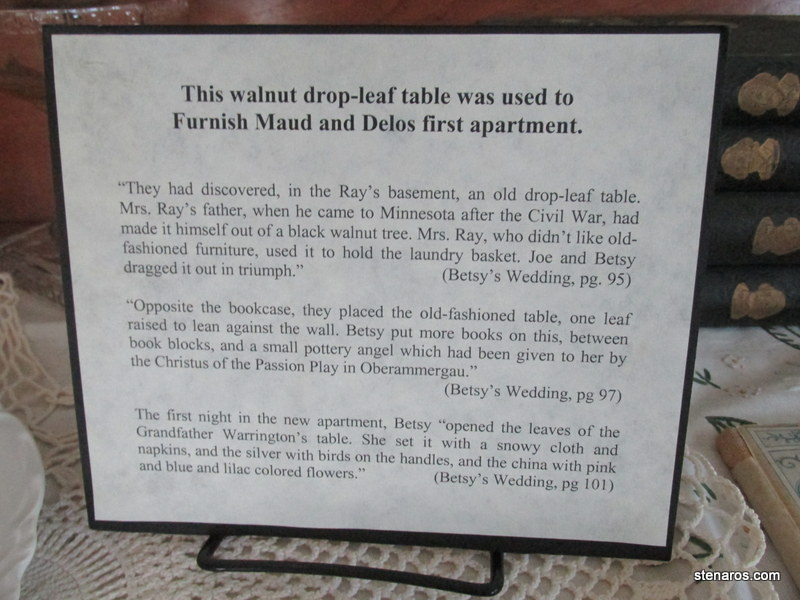 This walnut drop-leaf table was used to
Furnish Maud and Delos first apartment.
“They had discovered, in the Ray’s basement, an old drop-leaf table.
Mrs. Ray’s father, when he came to Minnesota after the Civil War, had
made it himself out of a black walnut tree. Mrs. Ray, who didn’t like old-
fashioned furniture, used it to hold the laundry basket. Joe and Betsy
dragged it out in triumph.” (Betsy’s Wedding, pg. 95)
“Opposite the bookcase, they placed the old-fashioned table, one leaf
raised to lean against the wall. Betsy put more books on this, between
book blocks, and a small pottery angel which had been given to her by
the Christus of the Passion Play in Oberammergau.”
(Betsy’s Wedding, pg 97)
The first night in the new apartment, Betsy “opened the leaves of the
Grandfather Warrington’s table. She set it with a snowy cloth and
napkins, and the silver with birds on the handles, and the china with pink
and blue and lilac colored flowers.” (Betsy’s Wedding, pg 101)
stenaros.com